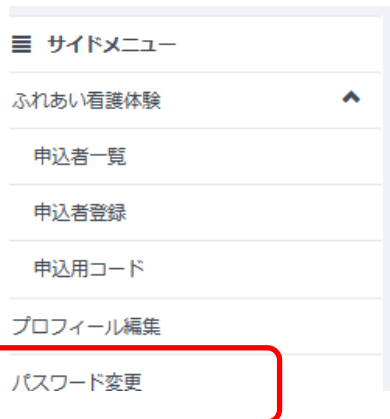 サイドメニュー
ふれあい看護体験
申込者一覧
申込者登録
申込用コード
プロフィール編集
パスワード変更